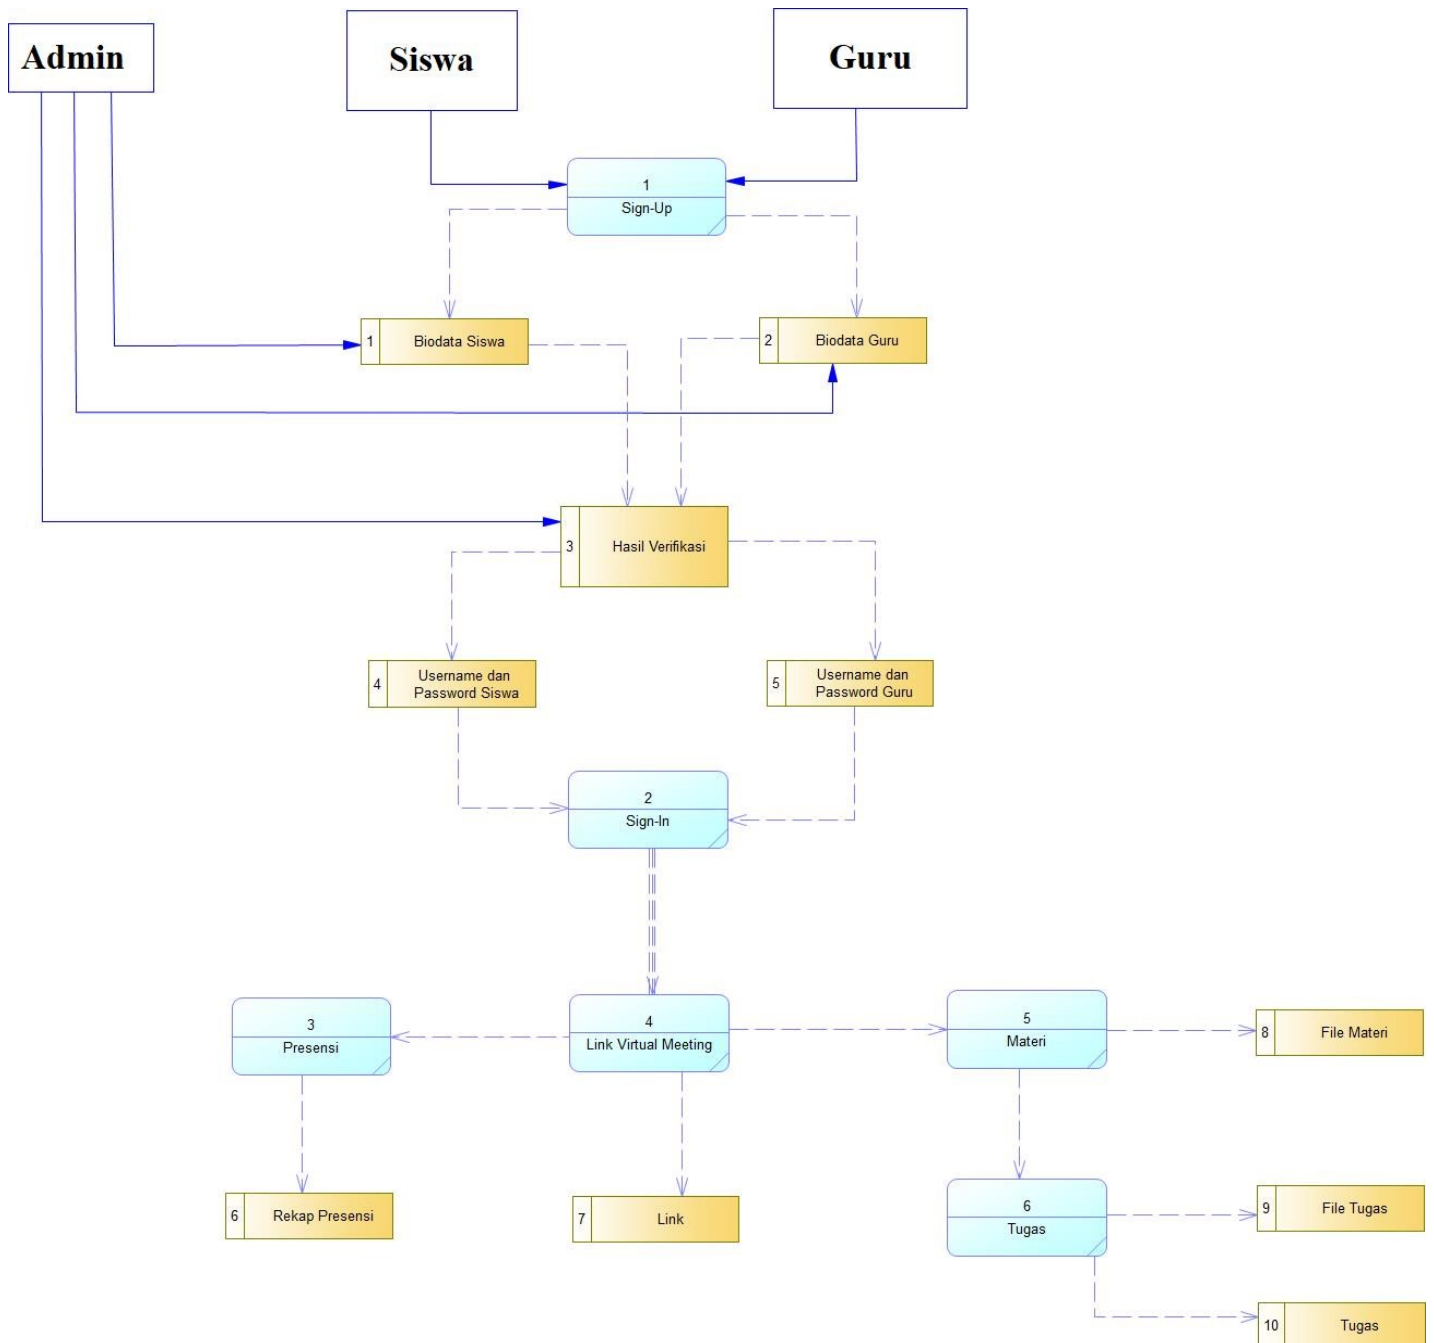 Admin
Siswa
Guru
1
Sign-Up
1
Biodata Siswa
2
Biodata Guru
3
Hasil Verifikasi
4
Username dan
Password Siswa
5
Username dan
Password Guru
2
Sign-In
3
Presensi
4
Link Virtual Meeting
5
Materi
8
File Materi
6
Rekap Presensi
7
Link
6
Tugas
9
File Tugas
10
Tugas